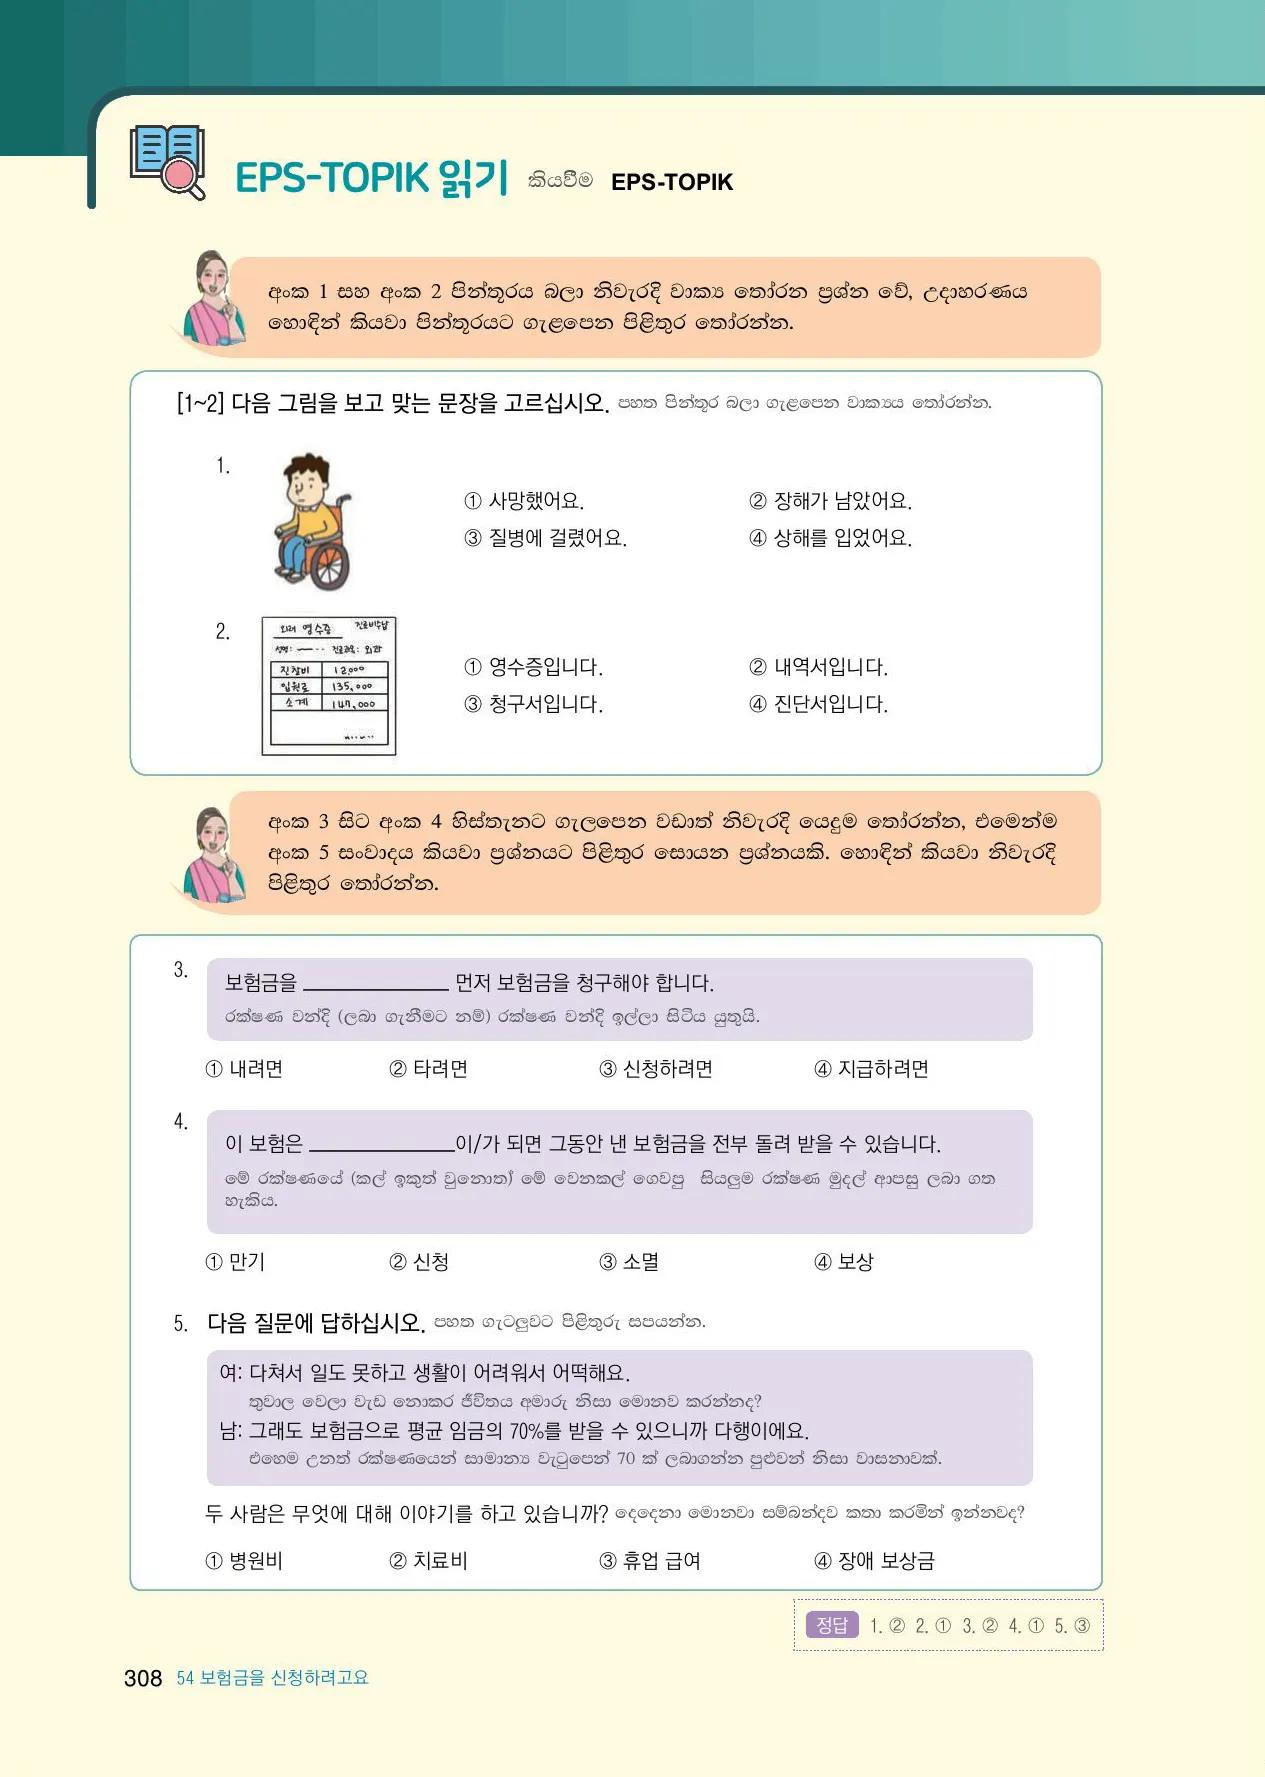 EPS-TOPIK 읽기 කියවීම EPS-TOPIK
අංක 1 සහ අංක 2 පින්තූරය බලා නිවැරදි වාක්‍ය තෝරන ප්‍රශ්න වේ, උදාහරණය
හොඳින් කියවා පින්තූරයට ගැළපෙන පිළිතුර තෝරන්න.
[1~2] 다음 그림을 보고 맞는 문장을 고르십시오. පහත පින්තූර බලා ගැළපෙන වාක්‍යය තෝරන්න.
1.
① 사망했어요. ② 장해가 남았어요.
③ 질병에 걸렸어요. ④ 상해를 입었어요.
2.
외래 영수증 진료비수납
성명: 진료과목: 외과
진찰비 12,000
입원료 135,000
소계 147,000
① 영수증입니다. ② 내역서입니다.
③ 청구서입니다. ④ 진단서입니다.
අංක 3 සිට අංක 4 හිස්තැනට ගැලපෙන වඩාත් නිවැරදි යෙදුම තෝරන්න, එමෙන්ම
අංක 5 සංවාදය කියවා ප්‍රශ්නයට පිළිතුර සොයන ප්‍රශ්නයකි. හොඳින් කියවා නිවැරදි
පිළිතුර තෝරන්න.
3. 보험금을 ____________ 먼저 보험금을 청구해야 합니다.
රක්ෂණ වන්දි (ලබා ගැනීමට නම්) රක්ෂණ වන්දි ඉල්ලා සිටිය යුතුයි.
① 내려면 ② 타려면 ③ 신청하려면 ④ 지급하려면
4. 이 보험은 ____________이/가 되면 그동안 낸 보험금을 전부 돌려 받을 수 있습니다.
මේ රක්ෂණයේ (කල් ඉකුත් වුනොත්) මේ වෙනකල් ගෙවපු සියලුම රක්ෂණ මුදල් ආපසු ලබා ගත
හැකිය.
① 만기 ② 신청 ③ 소멸 ④ 보상
5. 다음 질문에 답하십시오. පහත ගැටලුවට පිළිතුරු සපයන්න.
여: 다쳐서 일도 못하고 생활이 어려워서 어떡해요.
තුවාල වෙලා වැඩ නොකර ජීවිතය අමාරු නිසා මොනව කරන්නද?
남: 그래도 보험금으로 평균 임금의 70%를 받을 수 있으니까 다행이에요.
එහෙම උනත් රක්ෂණයෙන් සාමාන්‍ය වැටුපෙන් 70 ක් ලබාගන්න පුළුවන් නිසා වාසනාවක්.
두 사람은 무엇에 대해 이야기를 하고 있습니까? දෙදෙනා මොනවා සම්බන්දව කතා කරමින් ඉන්නවද?
① 병원비 ② 치료비 ③ 휴업 급여 ④ 장애 보상금
정답 1. ② 2. ① 3. ② 4. ① 5. ③
308 54 보험금을 신청하려고요